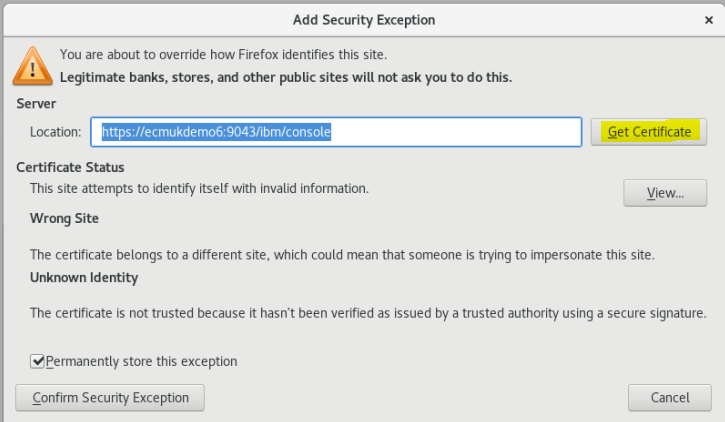 Add Security Exception
×
You are about to override how Firefox identifies this site.
Legitimate banks, stores, and other public sites will not ask you to do this.
Server
Location: https://ecmukdemo6:9043/ibm/console Get Certificate
Certificate Status
This site attempts to identify itself with invalid information.
View...
Wrong Site
The certificate belongs to a different site, which could mean that someone is trying to impersonate this site.
Unknown Identity
The certificate is not trusted because it hasn't been verified as issued by a trusted authority using a secure signature.
Permanently store this exception
Confirm Security Exception Cancel